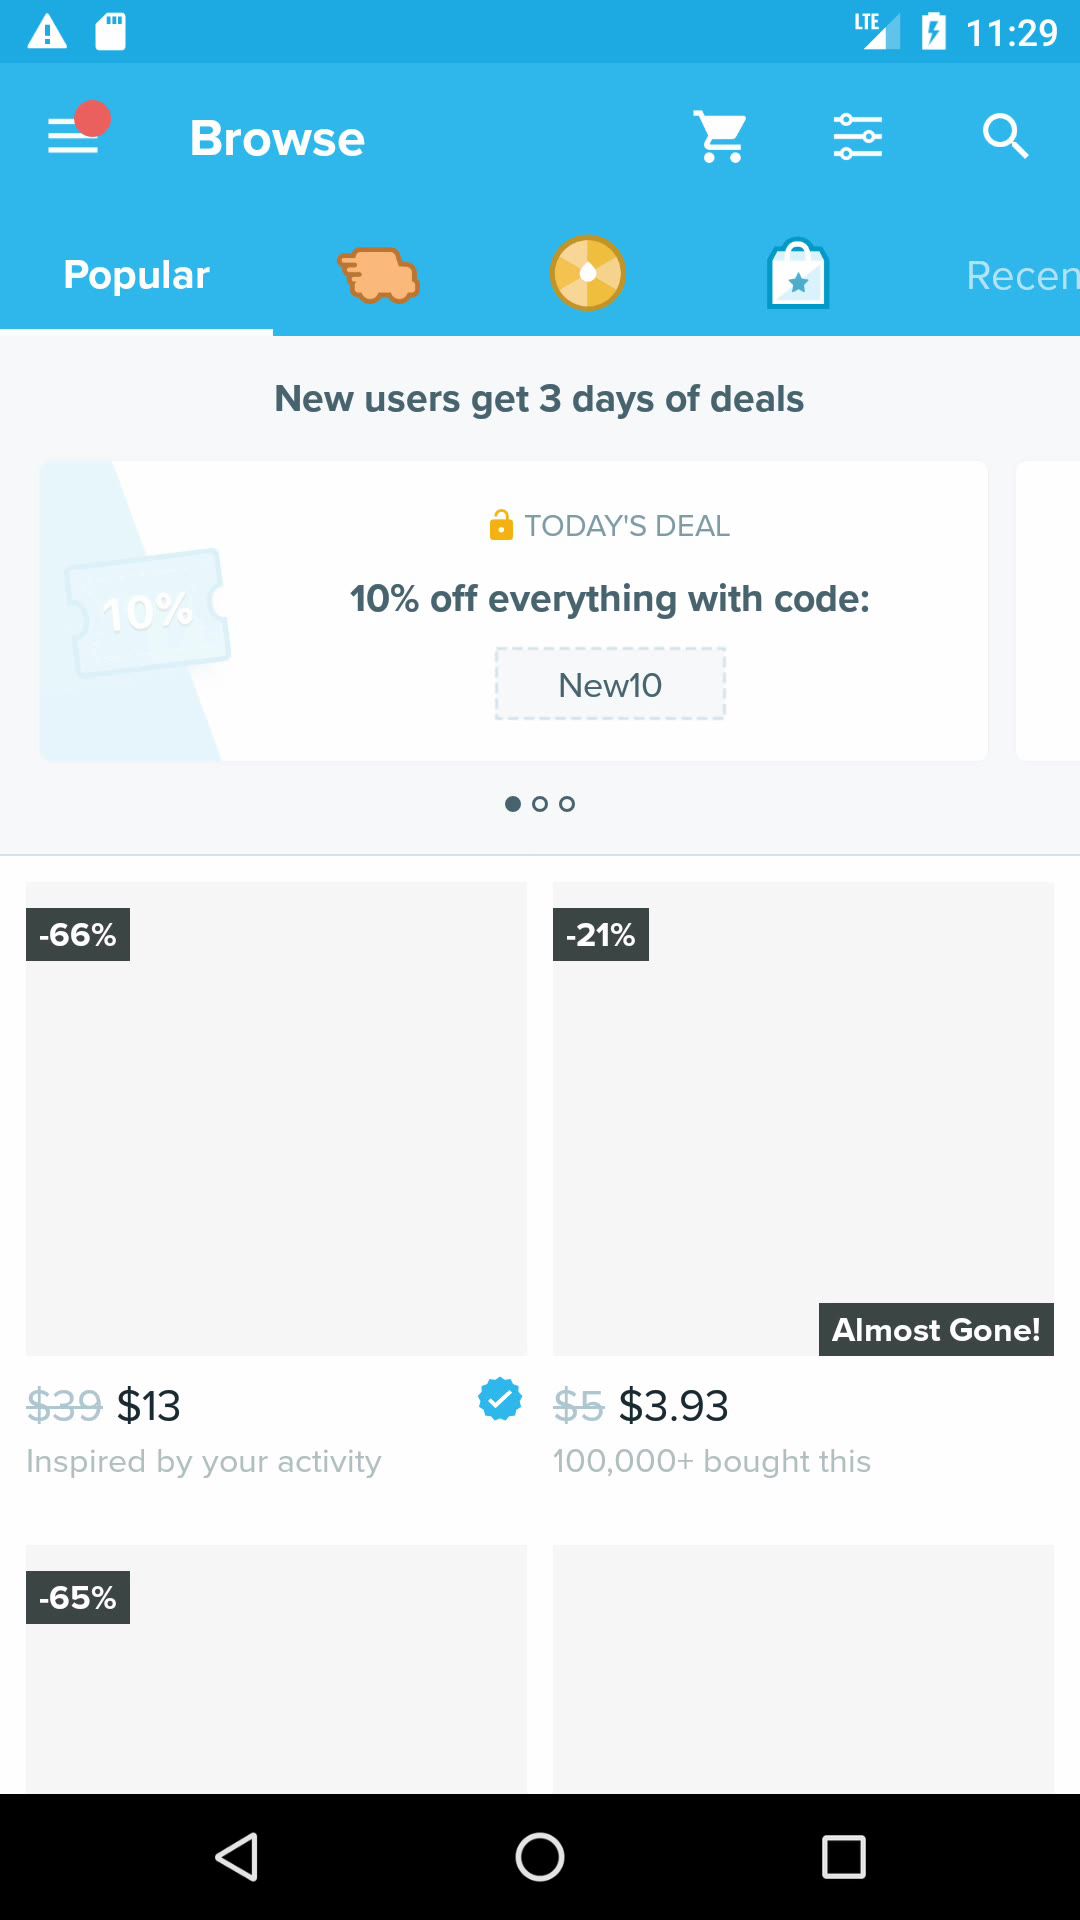 LTE 11:29
Browse
Popular
Recen
New users get 3 days of deals
TODAY'S DEAL
10%
10% off everything with code:
New10
-66%
-21%
Almost Gone!
$39 $13
$5 $3.93
Inspired by your activity
100,000+ bought this
-65%